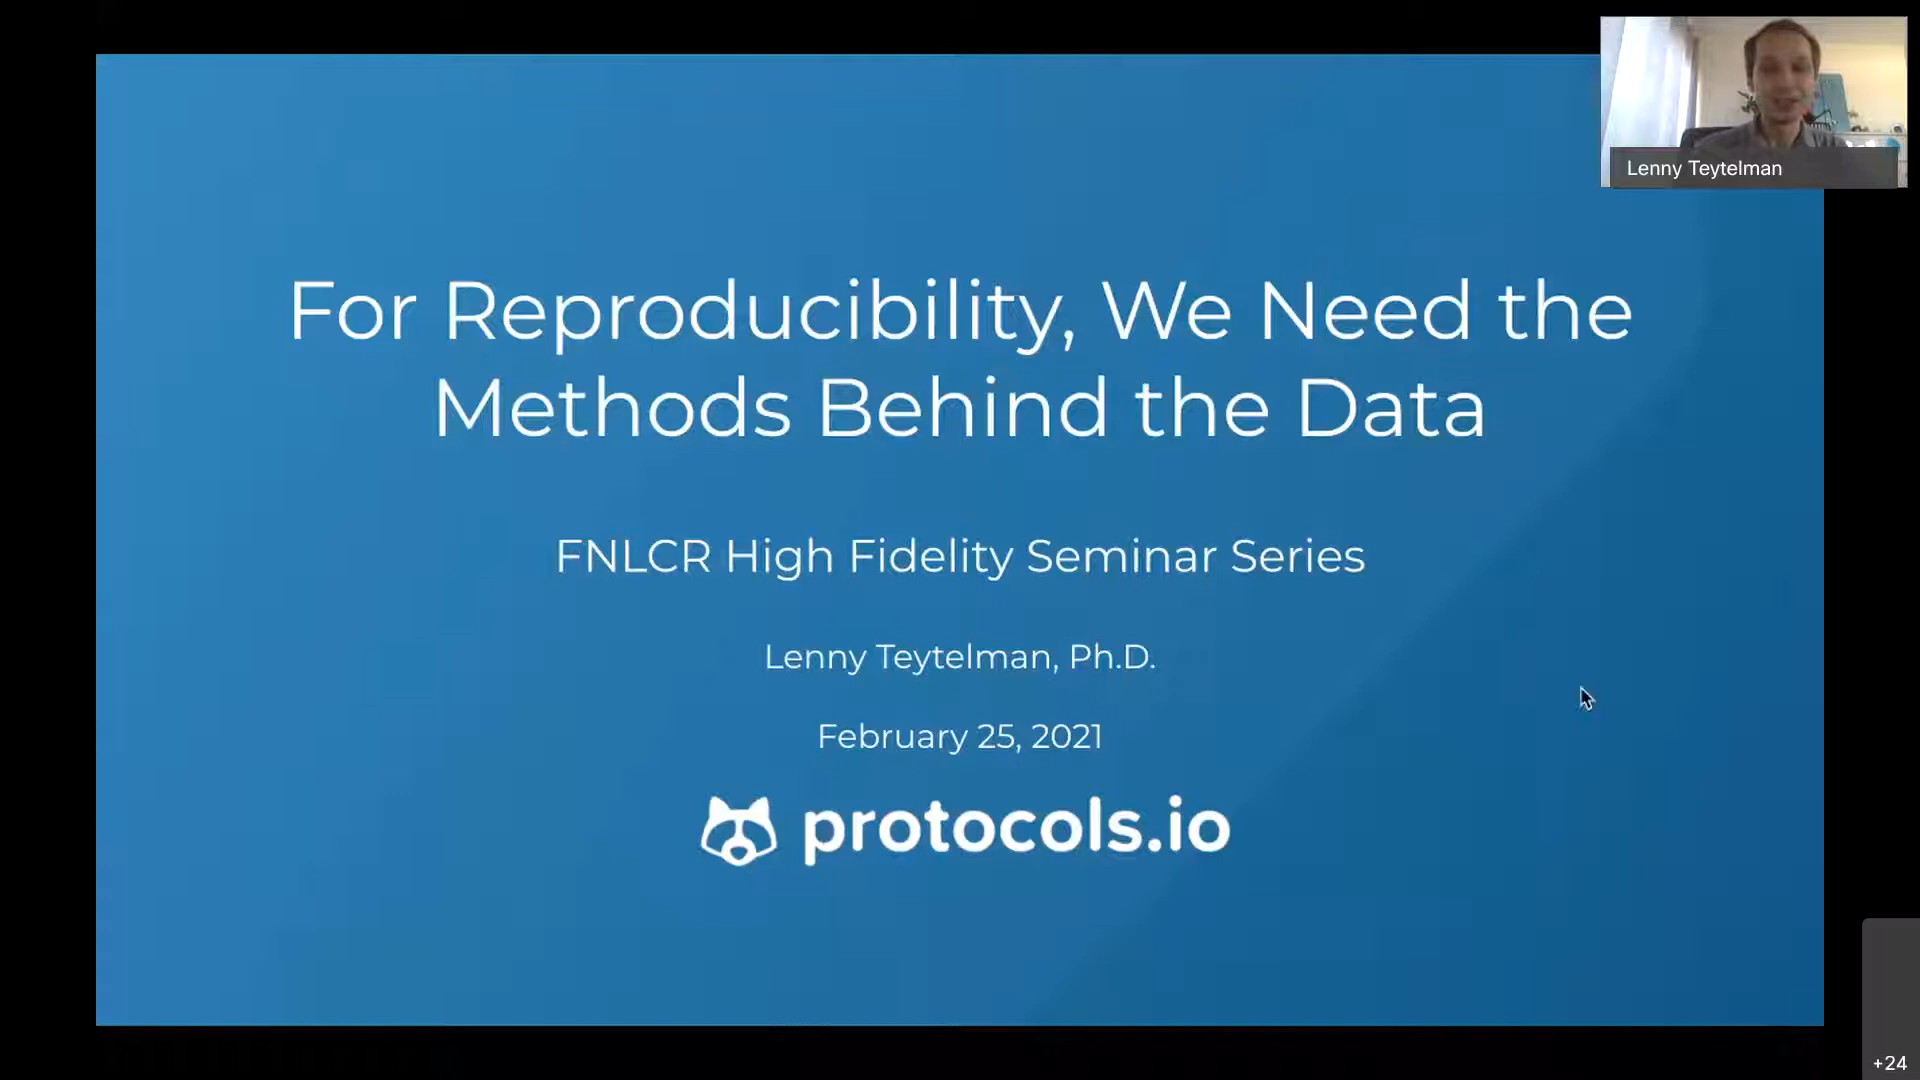 Lenny Teytelman
For Reproducibility, We Need the
Methods Behind the Data
FNLCR High Fidelity Seminar Series
Lenny Teytelman, Ph.D.
February 25, 2021
protocols.io
+24